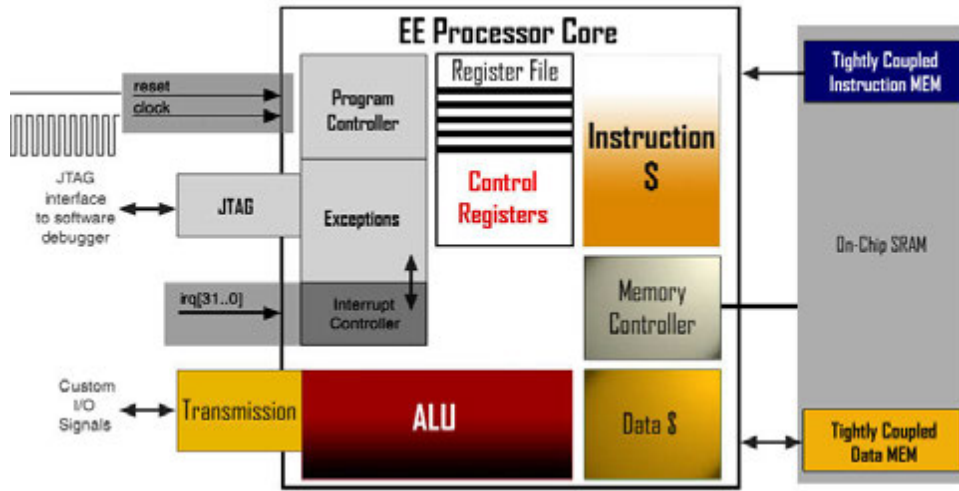 EE Processor Core
reset
clock
Program
Controller
Register File
Instruction
$
Tightly Coupled
Instruction MEM
JTAG
interface
to software
debugger
JTAG
Exceptions
Control
Registers
On-Chip SRAM
irq[31..0]
Interrupt
Controller
Memory
Controller
Custom
I/O
Signals
Transmission
ALU
Data $
Tightly Coupled
Data MEM